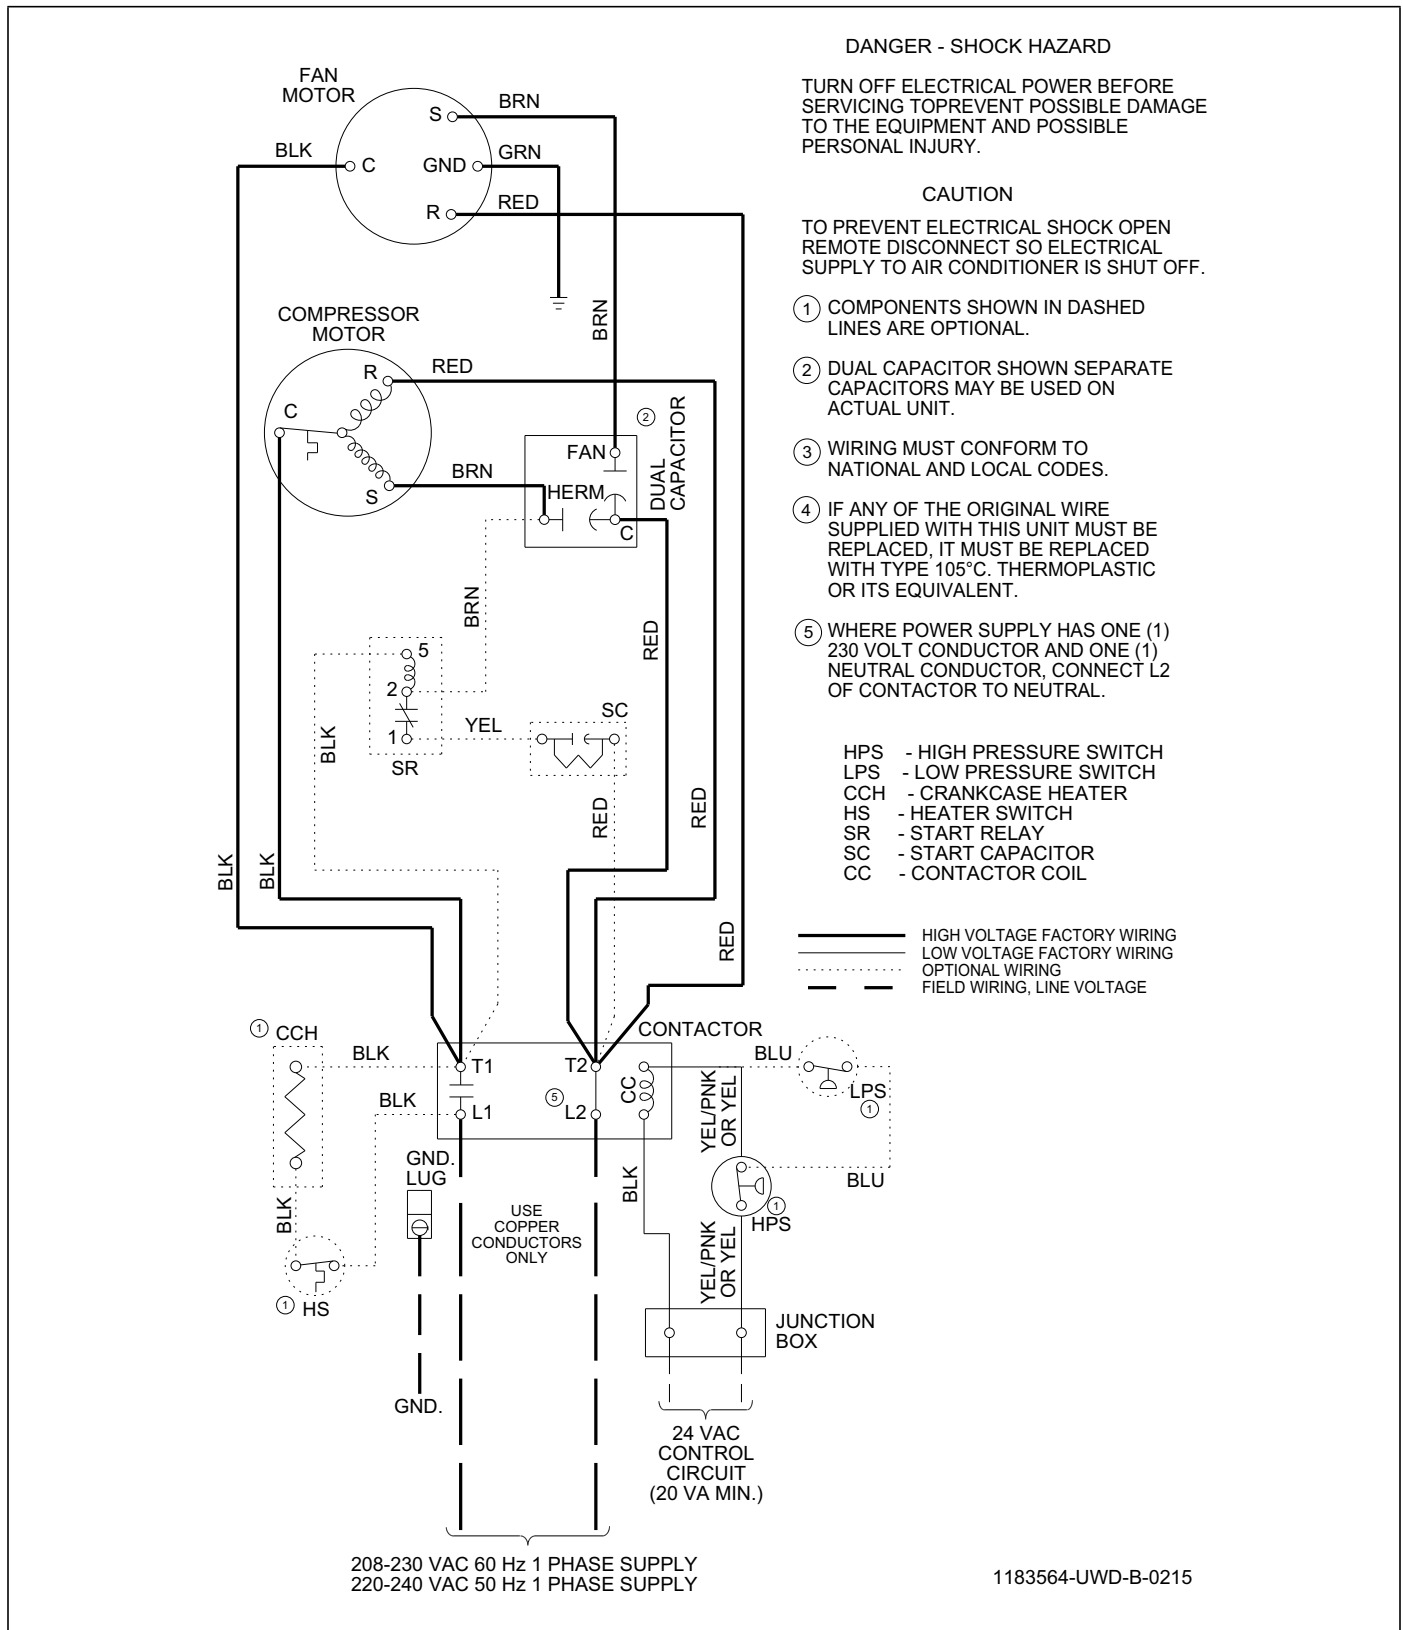 DANGER - SHOCK HAZARD
TURN OFF ELECTRICAL POWER BEFORE
SERVICING TOPREVENT POSSIBLE DAMAGE
TO THE EQUIPMENT AND POSSIBLE
PERSONAL INJURY.
CAUTION
TO PREVENT ELECTRICAL SHOCK OPEN
REMOTE DISCONNECT SO ELECTRICAL
SUPPLY TO AIR CONDITIONER IS SHUT OFF.
1 COMPONENTS SHOWN IN DASHED
LINES ARE OPTIONAL.
2 DUAL CAPACITOR SHOWN SEPARATE
CAPACITORS MAY BE USED ON
ACTUAL UNIT.
3 WIRING MUST CONFORM TO
NATIONAL AND LOCAL CODES.
4 IF ANY OF THE ORIGINAL WIRE
SUPPLIED WITH THIS UNIT MUST BE
REPLACED, IT MUST BE REPLACED
WITH TYPE 105°C. THERMOPLASTIC
OR ITS EQUIVALENT.
5 WHERE POWER SUPPLY HAS ONE (1)
230 VOLT CONDUCTOR AND ONE (1)
NEUTRAL CONDUCTOR, CONNECT L2
OF CONTACTOR TO NEUTRAL.
HPS - HIGH PRESSURE SWITCH
LPS - LOW PRESSURE SWITCH
CCH - CRANKCASE HEATER
HS - HEATER SWITCH
SR - START RELAY
SC - START CAPACITOR
CC - CONTACTOR COIL
HIGH VOLTAGE FACTORY WIRING
LOW VOLTAGE FACTORY WIRING
OPTIONAL WIRING
FIELD WIRING, LINE VOLTAGE
FAN
MOTOR
S
BRN
BLK
C
GND
GRN
R
RED
BRN
COMPRESSOR
MOTOR
R
RED
C
S
BRN
2
DUAL
CAPACITOR
FAN
HERM
C
BRN
RED
5
2
1
SR
YEL
SC
BLK
RED
RED
BLK
BLK
RED
1
CCH
BLK
BLK
BLK
1
HS
CONTACTOR
T1
T2
L1
5
L2
CC
BLU
LPS
1
BLU
YEL/PNK
OR YEL
BLK
1
HPS
YEL/PNK
OR YEL
GND.
LUG
GND.
USE
COPPER
CONDUCTORS
ONLY
JUNCTION
BOX
24 VAC
CONTROL
CIRCUIT
(20 VA MIN.)
208-230 VAC 60 Hz 1 PHASE SUPPLY
220-240 VAC 50 Hz 1 PHASE SUPPLY
1183564-UWD-B-0215